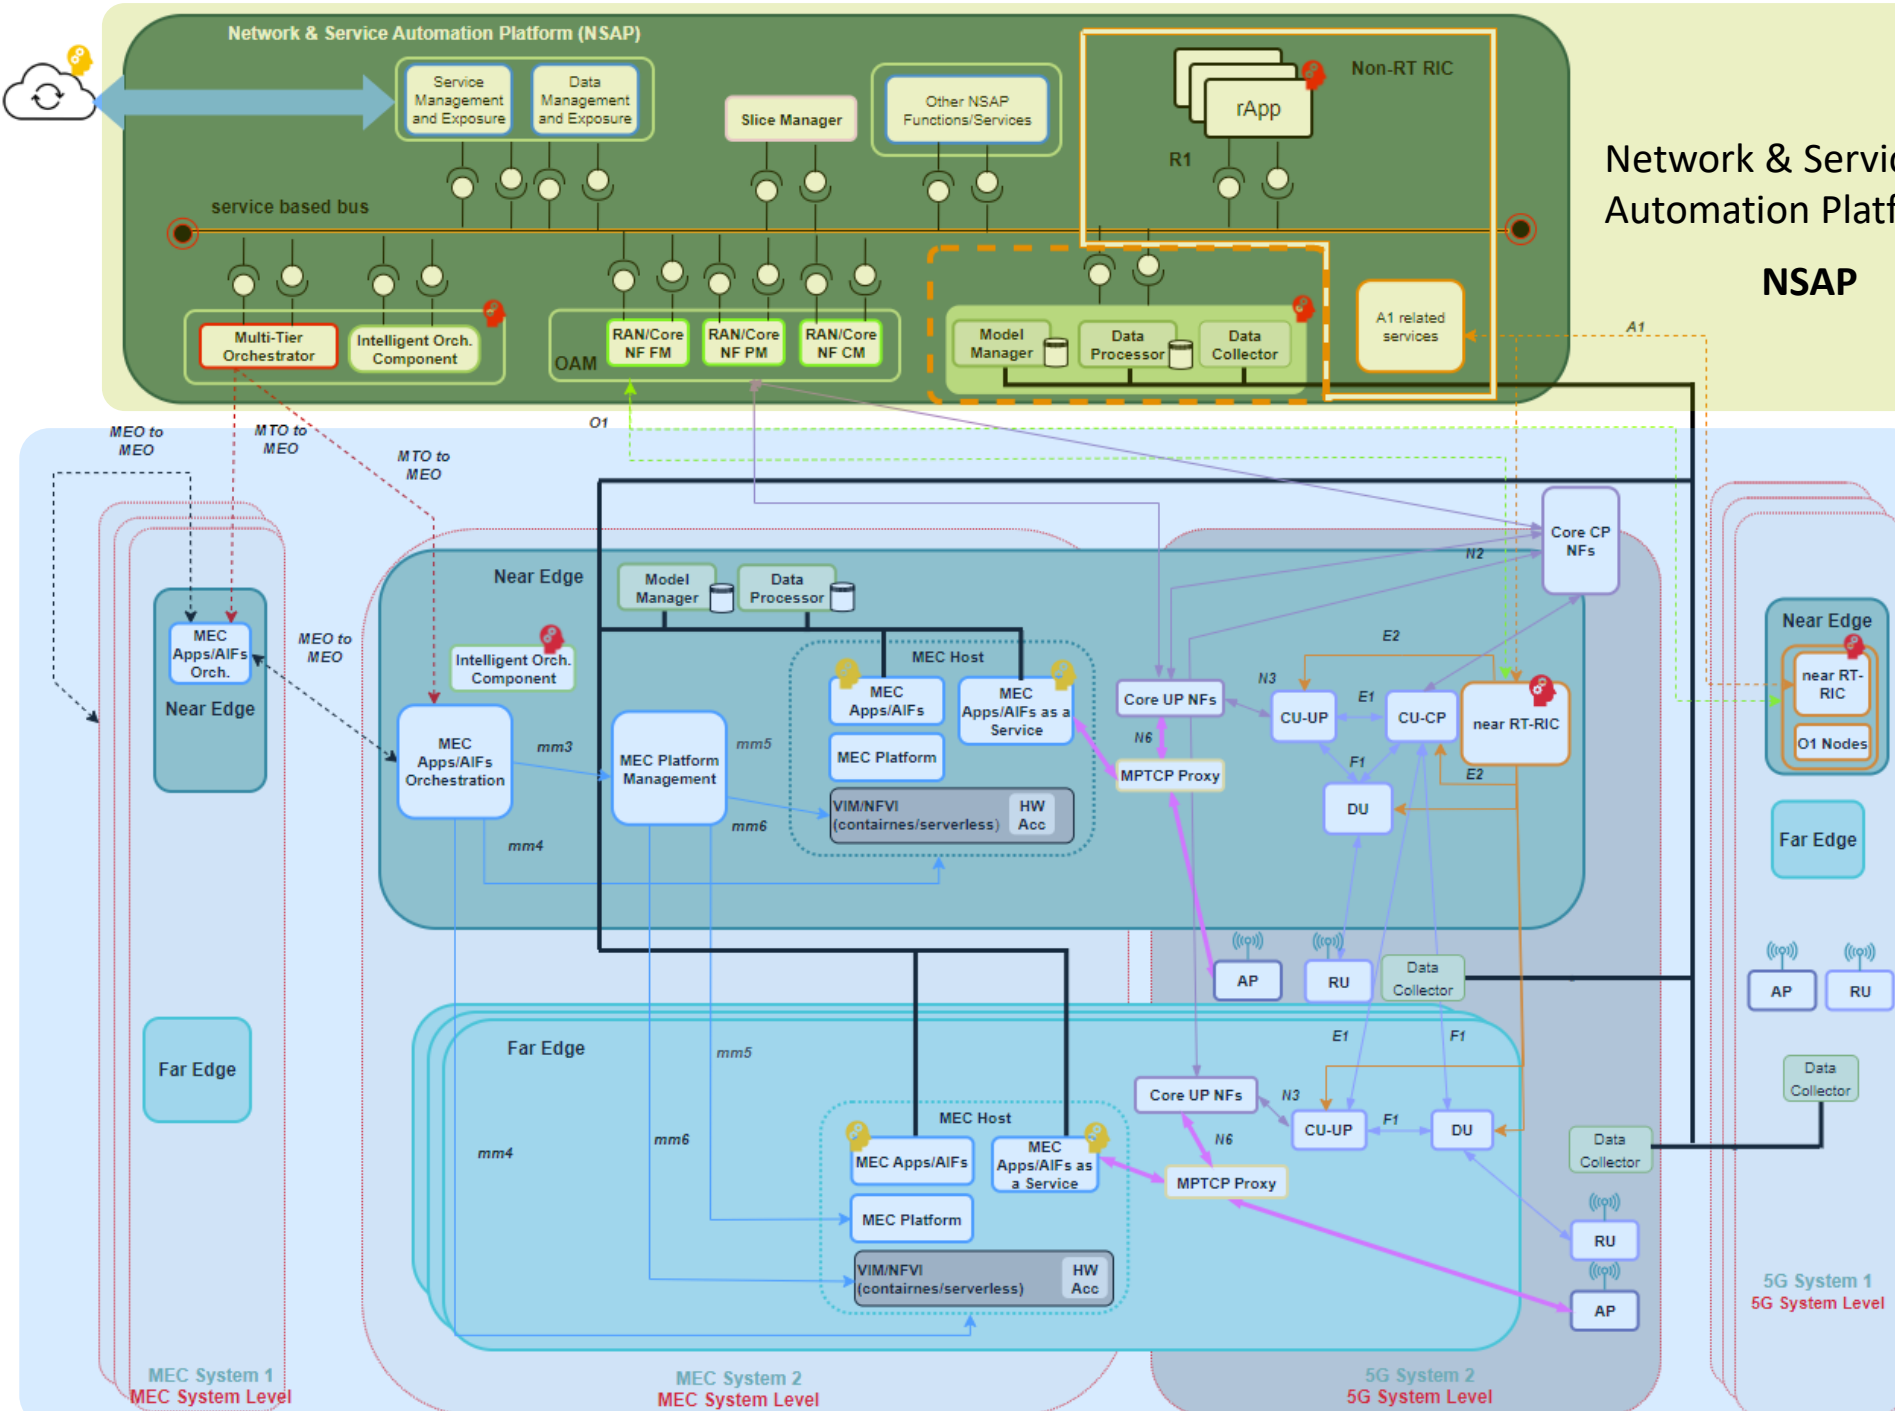 Network & Service Automation Platform (NSAP)
Service
Management
and Exposure
Data
Management
and Exposure
Slice Manager
Other NSAP
Functions/Services
rApp
Non-RT RIC
R1
Network & Servic
Automation Platf
NSAP
service based bus
Multi-Tier
Orchestrator
Intelligent Orch.
Component
OAM
RAN/Core
NF FM
RAN/Core
NF PM
RAN/Core
NF CM
Model
Manager
Data
Processor
Data
Collector
A1 related
services
A1
MEO to
MEO
MTO to
MEO
MTO to
MEO
O1
Core CP
NFs
N2
Near Edge
Model
Manager
Data
Processor
MEC
Apps/AIFs
Orch.
Near Edge
MEO to
MEO
Intelligent Orch.
Component
MEC Host
MEC
Apps/AIFs
MEC
Apps/AIFs as a
Service
MEC Platform
VIM/NFVI
(contairnes/serverless)
HW
Acc
MEC
Apps/AIFs
Orchestration
mm3
MEC Platform
Management
mm5
mm6
mm4
Core UP NFs
N3
N6
MPTCP Proxy
E2
CU-UP
E1
CU-CP
near RT-RIC
F1
E2
DU
Near Edge
near RT-
RIC
O1 Nodes
Far Edge
AP
RU
Data
Collector
AP
RU
Far Edge
Far Edge
mm5
mm6
mm4
MEC Host
MEC Apps/AIFs
MEC
Apps/AIFs as
a Service
MEC Platform
VIM/NFVI
(contairnes/serverless)
HW
Acc
Core UP NFs
N3
N6
MPTCP Proxy
E1
F1
CU-UP
F1
DU
Data
Collector
Data
Collector
RU
AP
MEC System 1
MEC System Level
MEC System 2
MEC System Level
5G System 2
5G System Level
5G System 1
5G System Level